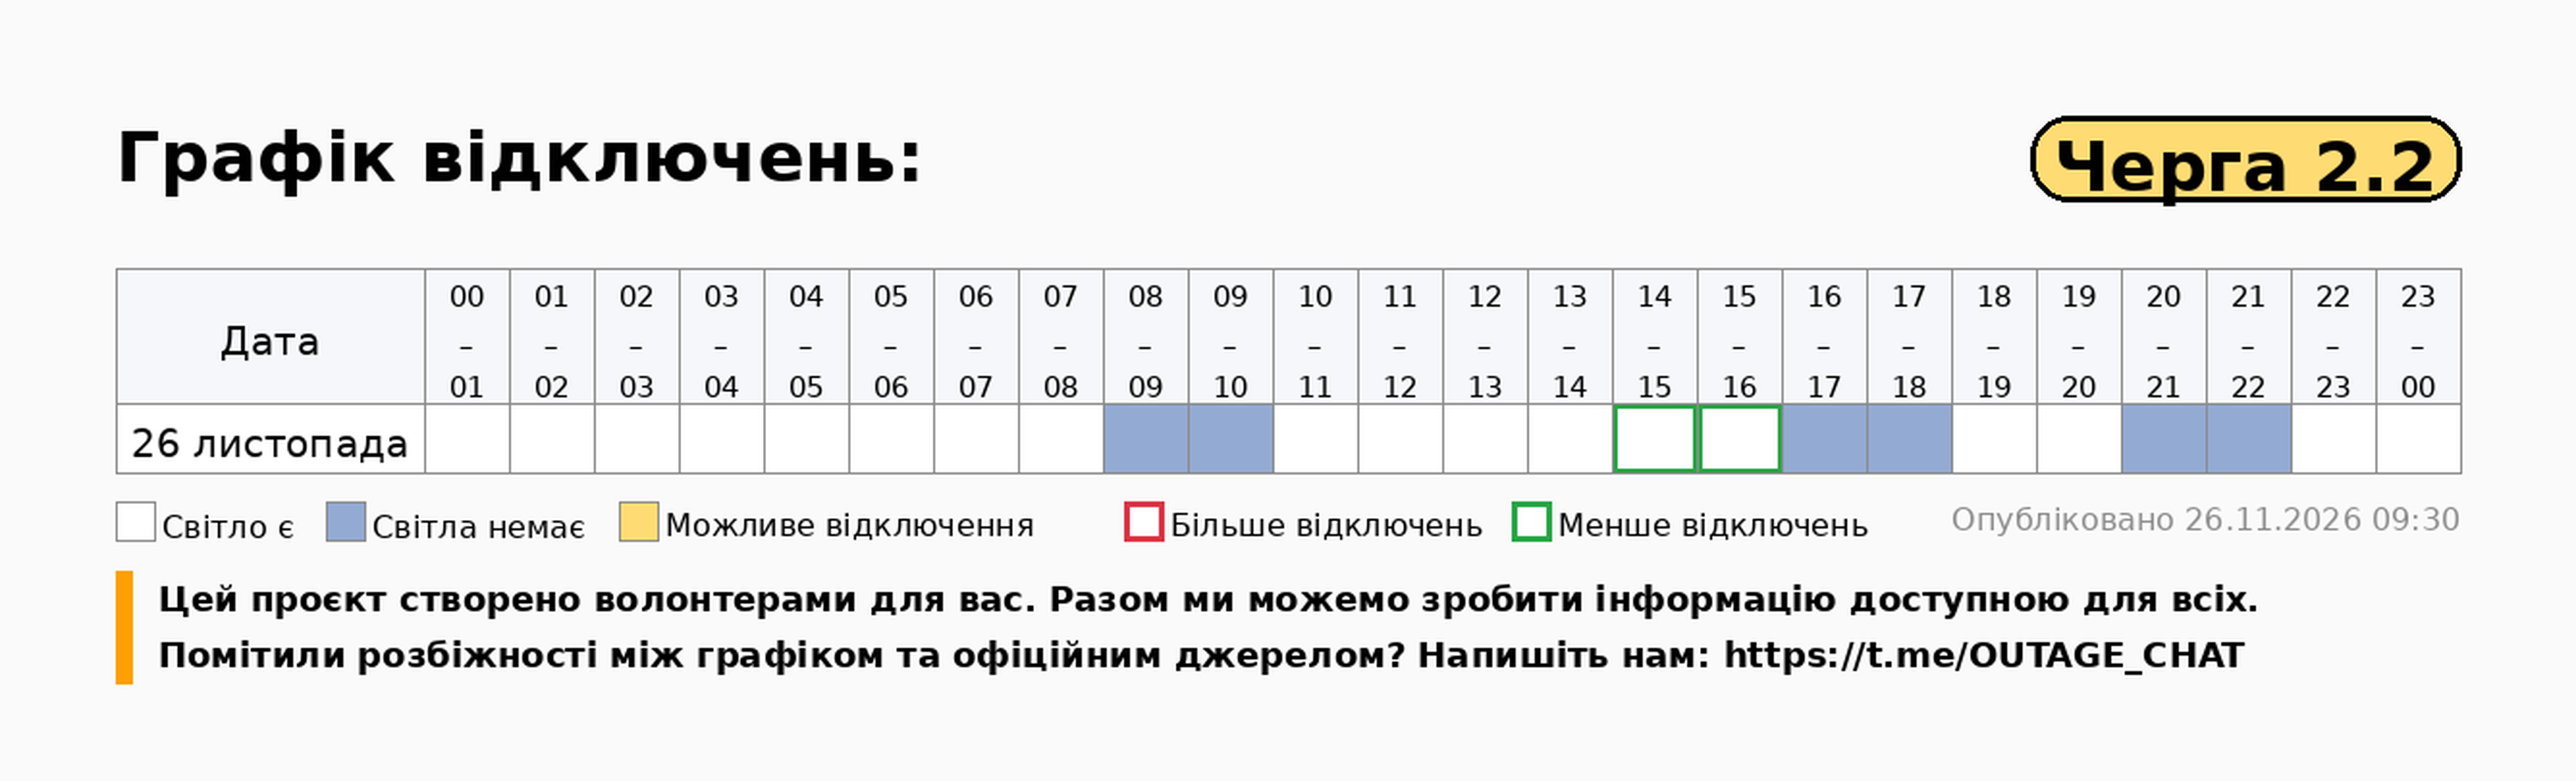 Графік відключень:
Черга 2.2
Дата 00 – 01 01 – 02 02 – 03 03 – 04 04 – 05 05 – 06 06 – 07 07 – 08 08 – 09 09 – 10 10 – 11 11 – 12 12 – 13 13 – 14 14 – 15 15 – 16 16 – 17 17 – 18 18 – 19 19 – 20 20 – 21 21 – 22 22 – 23 23 – 00
26 листопада
Світло є Світла немає Можливе відключення Більше відключень Менше відключень Опубліковано 26.11.2026 09:30
Цей проєкт створено волонтерами для вас. Разом ми можемо зробити інформацію доступною для всіх.
Помітили розбіжності між графіком та офіційним джерелом? Напишіть нам: https://t.me/OUTAGE_CHAT